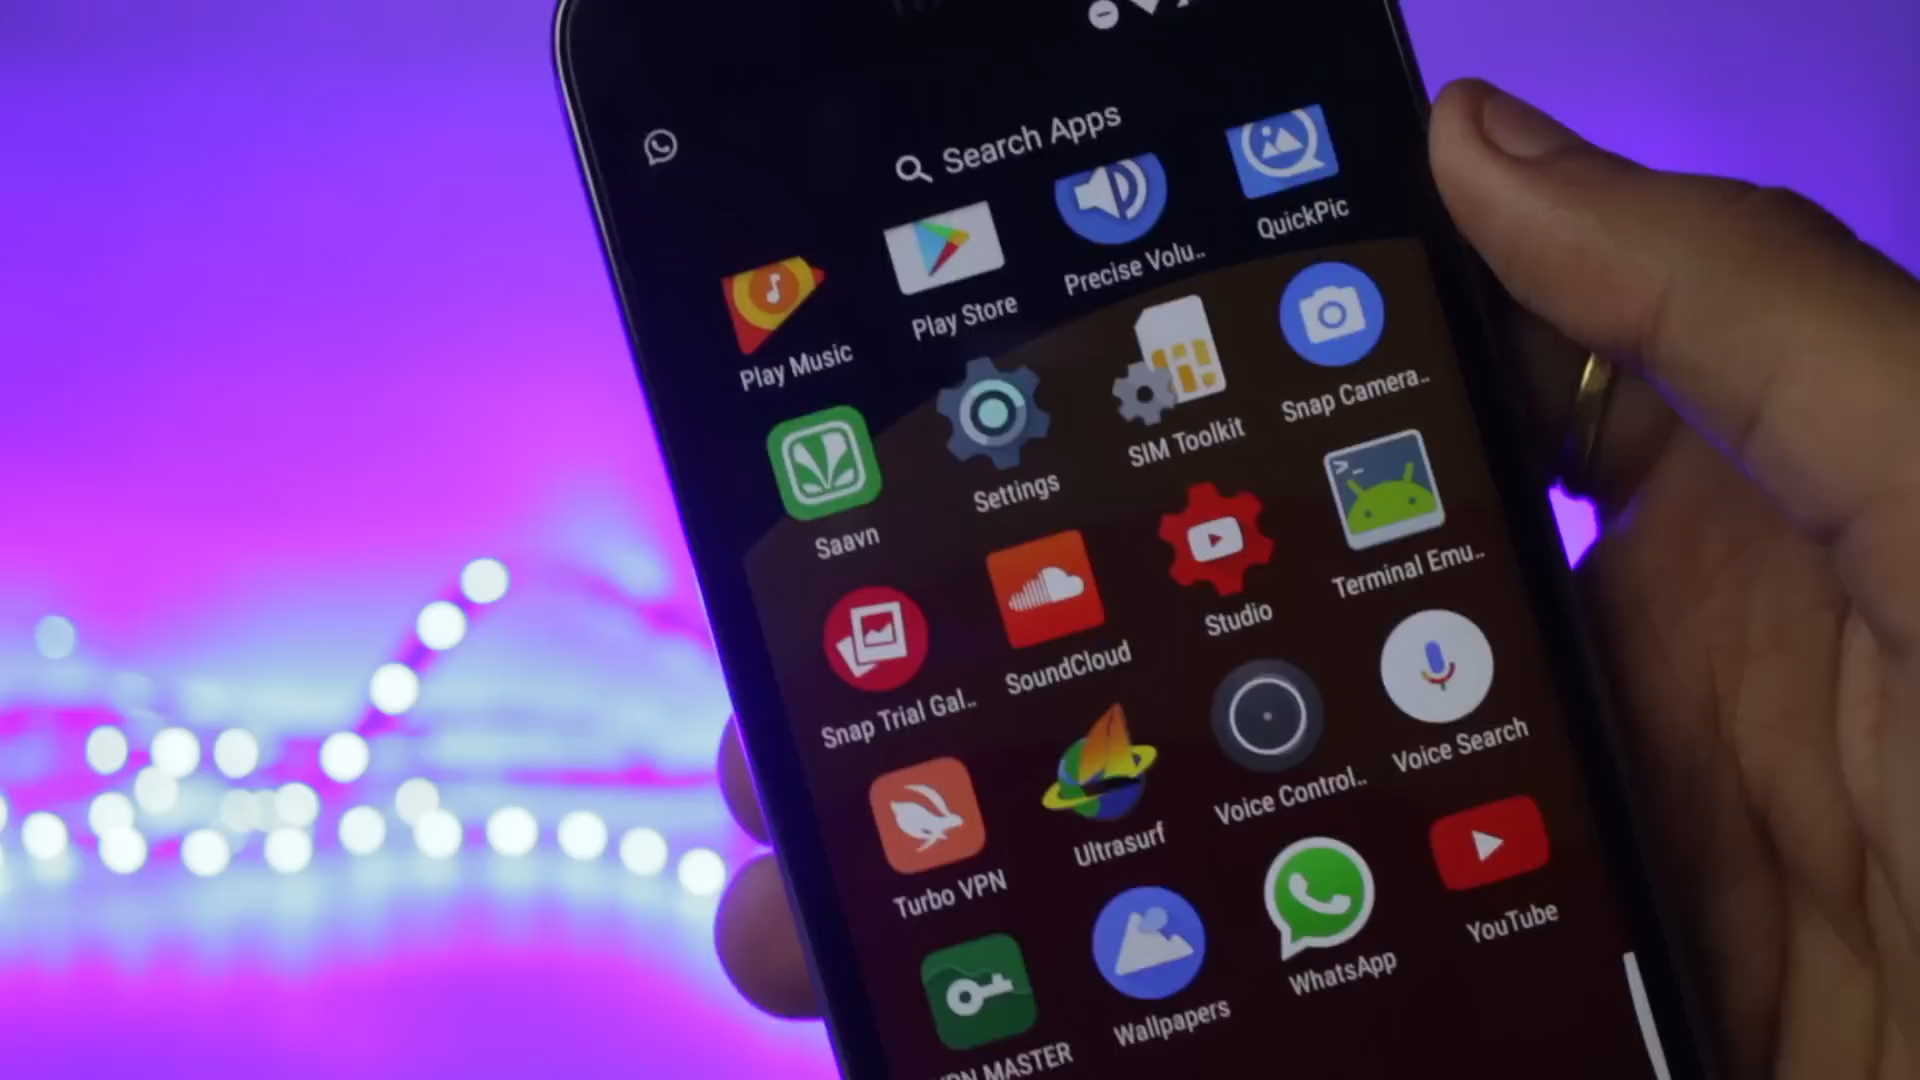 Search Apps
Play Music
Play Store
Precise Volu..
QuickPic
Saavn
Settings
SIM Toolkit
Snap Camera..
Snap Trial Gal..
SoundCloud
Studio
Terminal Emu..
Turbo VPN
Ultrasurf
Voice Control..
Voice Search
MASTER
Wallpapers
WhatsApp
YouTube